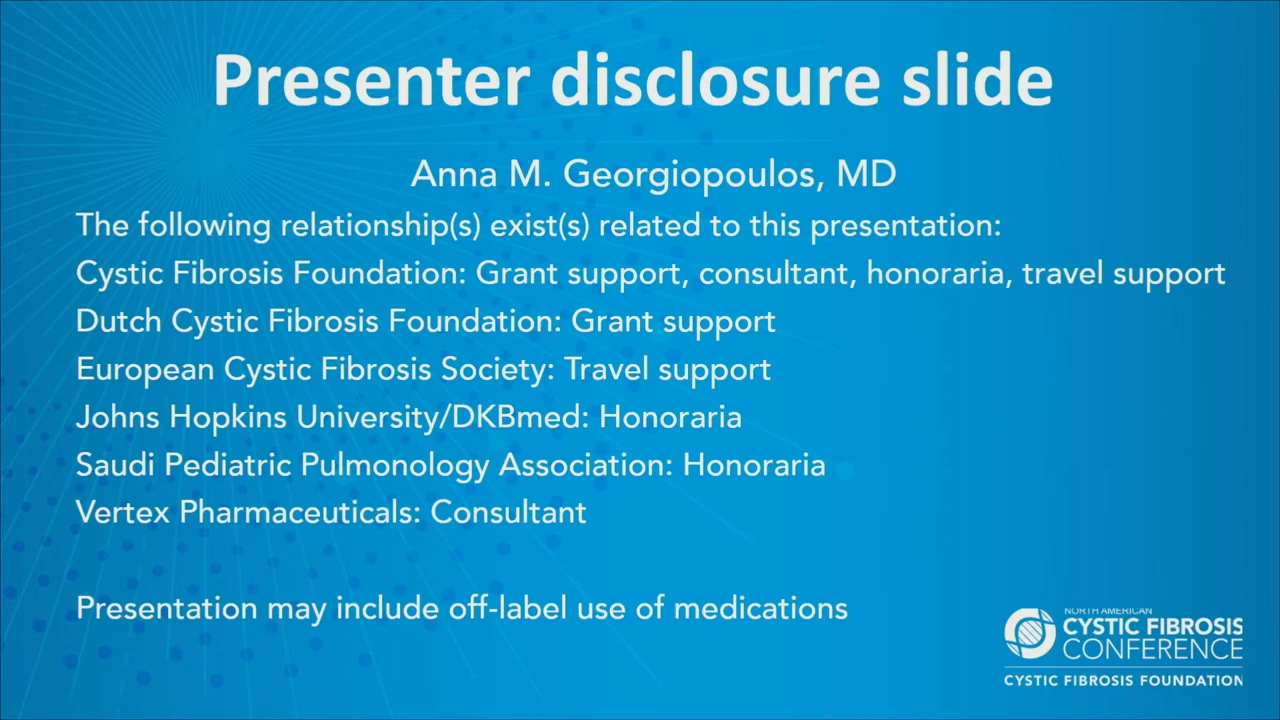 Presenter disclosure slide
Anna M. Georgiopoulos, MD
The following relationship(s) exist(s) related to this presentation:
Cystic Fibrosis Foundation: Grant support, consultant, honoraria, travel support
Dutch Cystic Fibrosis Foundation: Grant support
European Cystic Fibrosis Society: Travel support
Johns Hopkins University/DKBmed: Honoraria
Saudi Pediatric Pulmonology Association: Honoraria
Vertex Pharmaceuticals: Consultant
Presentation may include off-label use of medications
NORTH AMERICAN
CYSTIC FIBROSIS
CONFERENCE
CYSTIC FIBROSIS FOUNDATION